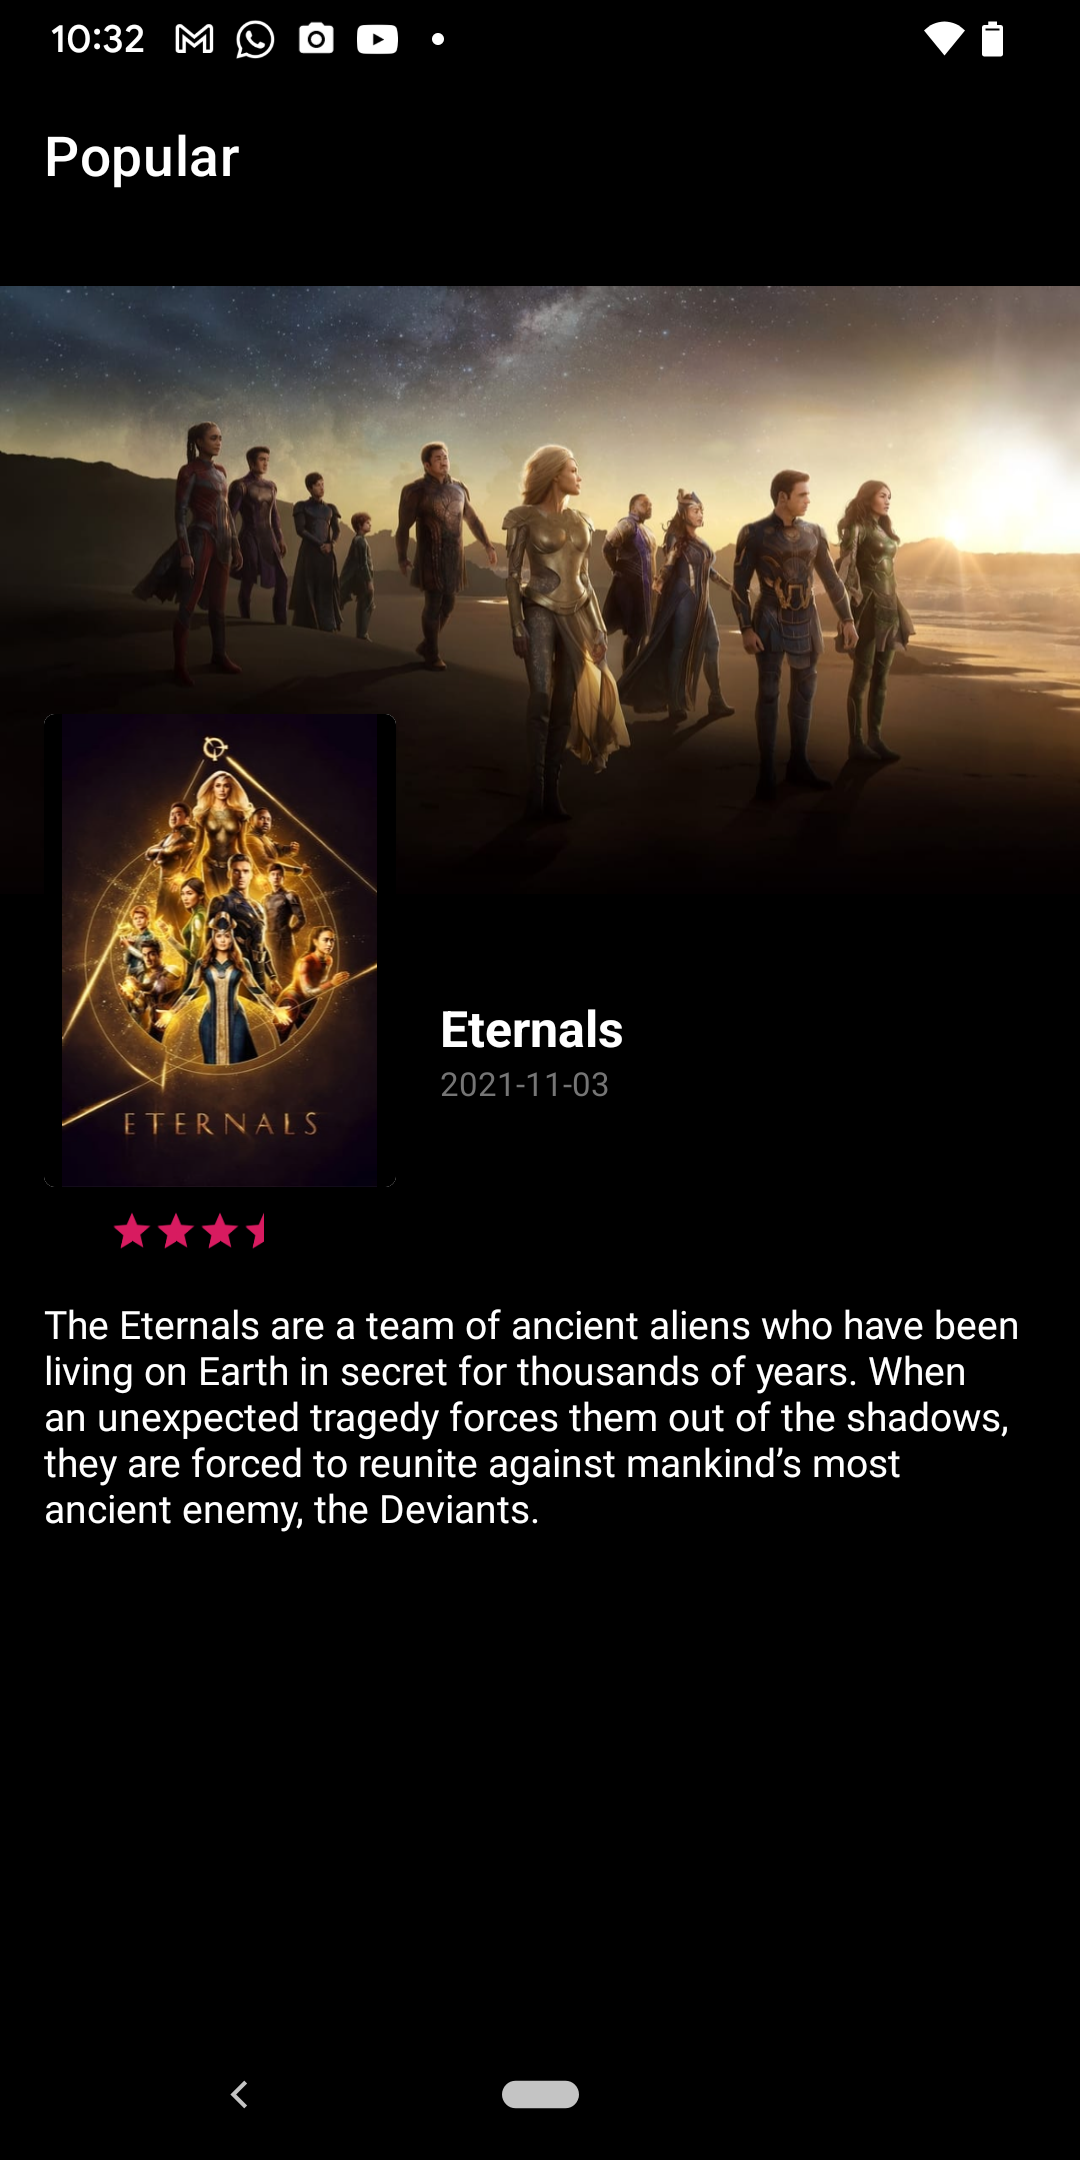 10:32
Popular
ETERNALS
Eternals
2021-11-03
The Eternals are a team of ancient aliens who have been
living on Earth in secret for thousands of years. When
an unexpected tragedy forces them out of the shadows,
they are forced to reunite against mankind’s most
ancient enemy, the Deviants.